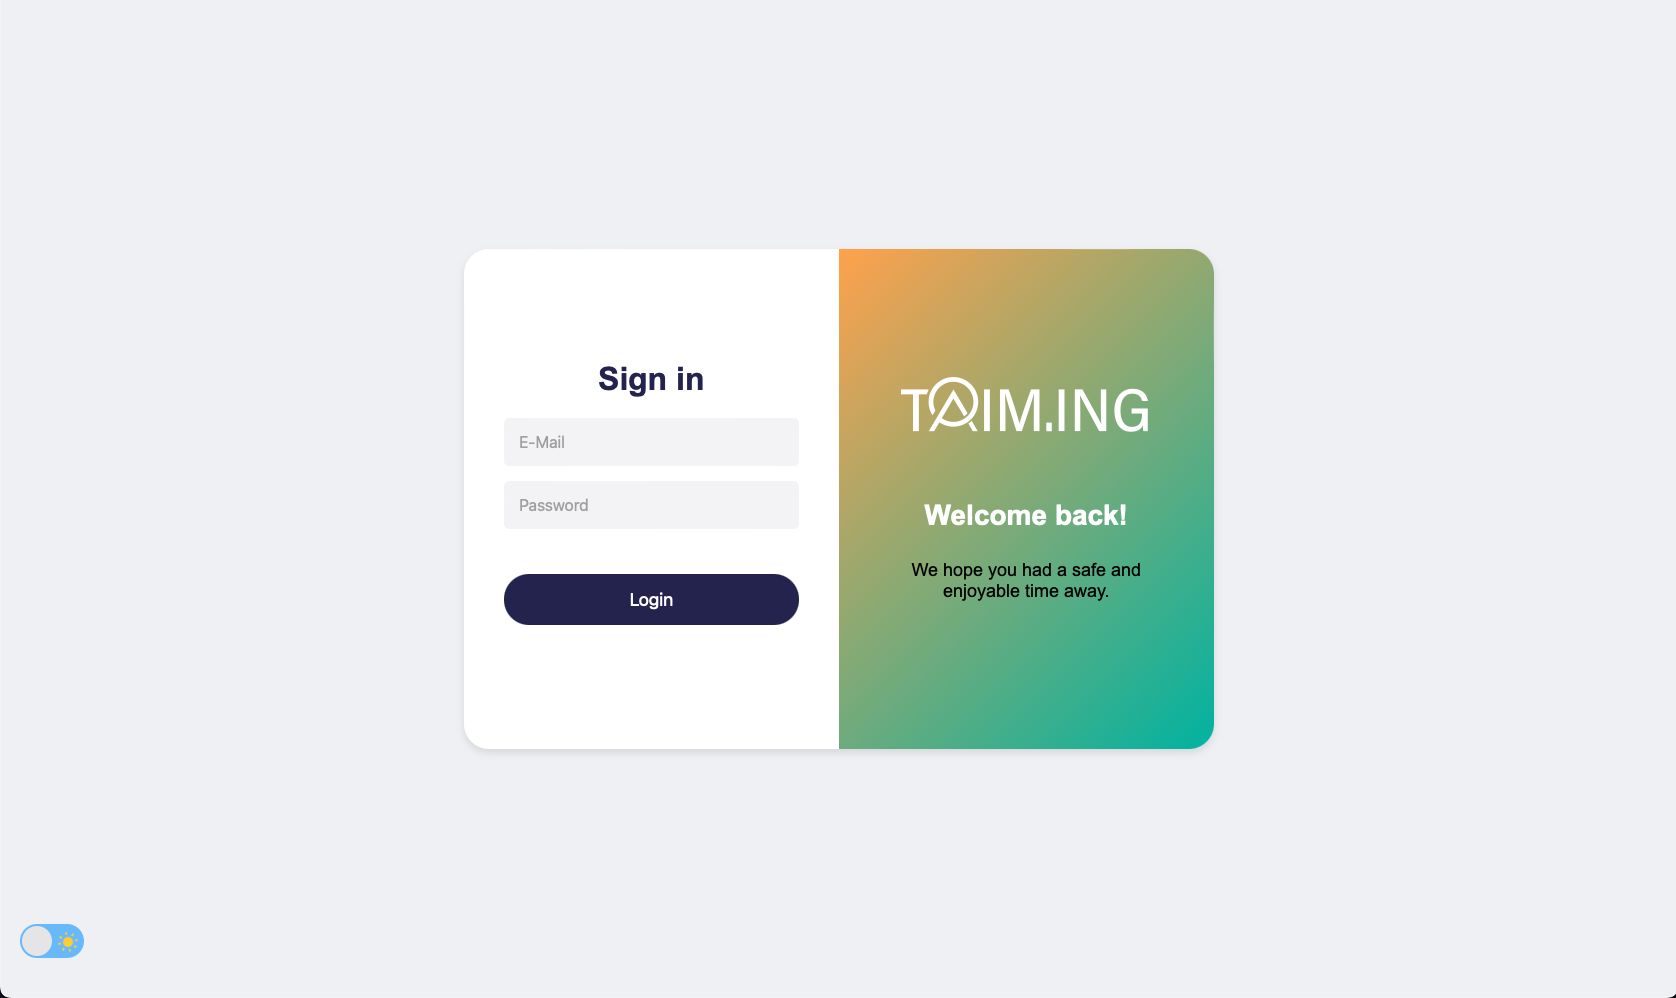 Sign in
E-Mail
Password
Login
TAIM.ING
Welcome back!
We hope you had a safe and
enjoyable time away.